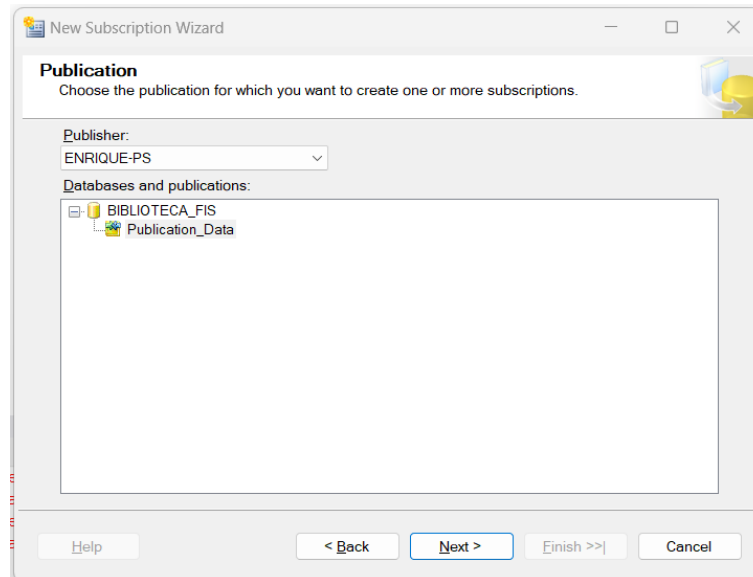 New Subscription Wizard
Publication
Choose the publication for which you want to create one or more subscriptions.
Publisher:
ENRIQUE-PS
Databases and publications:
BIBLIOTECA_FIS
Publication_Data
Help
< Back
Next >
Finish >>|
Cancel